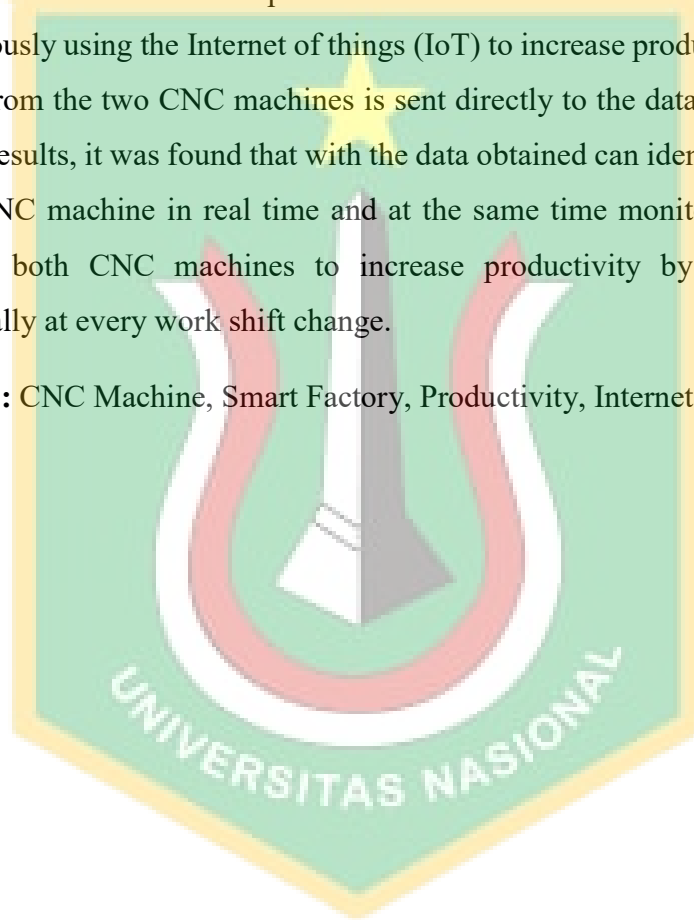 ously using the Internet of things (IoT) to increase produ
rom the two CNC machines is sent directly to the data
esults, it was found that with the data obtained can iden
NC machine in real time and at the same time monit
both CNC machines to increase productivity by
ally at every work shift change.
: CNC Machine, Smart Factory, Productivity, Internet
UNIVERSITAS NASIONAL